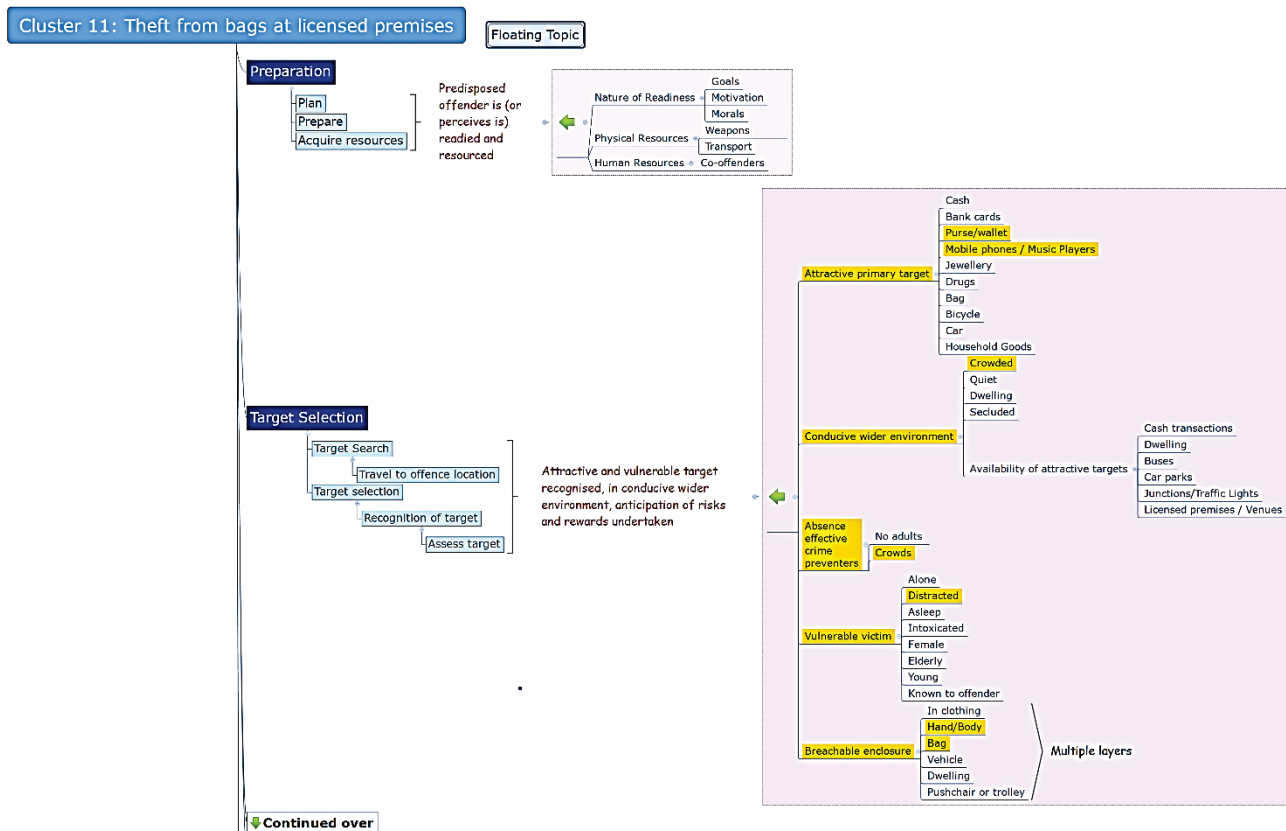 Cluster 11: Theft from bags at licensed premises
Floating Topic
Preparation
Plan
Prepare
Acquire resources
Predisposed
offender is (or
perceives is)
readied and
resourced
Nature of Readiness
Goals
Motivation
Morals
Physical Resources
Weapons
Transport
Human Resources
Co-offenders
Target Selection
Target Search
Travel to offence location
Target selection
Recognition of target
Assess target
Attractive and vulnerable target
recognised, in conducive wider
environment, anticipation of risks
and rewards undertaken
Attractive primary target
Cash
Bank cards
Purse/wallet
Mobile phones / Music Players
Jewellery
Drugs
Bag
Bicycle
Car
Household Goods
Conducive wider environment
Crowded
Quiet
Dwelling
Secluded
Availability of attractive targets
Cash transactions
Dwelling
Buses
Car parks
Junctions/Traffic Lights
Licensed premises / Venues
Absence
effective
crime
preventers
No adults
Crowds
Vulnerable victim
Alone
Distracted
Asleep
Intoxicated
Female
Elderly
Young
Known to offender
Breachable enclosure
In clothing
Hand/Body
Bag
Vehicle
Dwelling
Pushchair or trolley
Multiple layers
Continued over